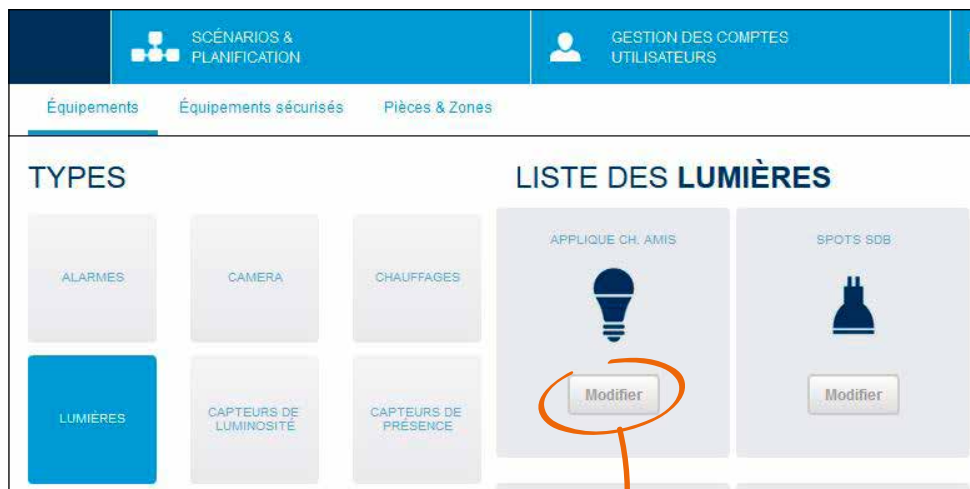 SCÉNARIOS &
PLANIFICATION
GESTION DES COMPTES
UTILISATEURS
Équipements
Équipements sécurisés
Pièces & Zones
TYPES
ALARMES
CAMERA
CHAUFFAGES
LUMIÈRES
CAPTEURS DE
LUMINOSITÉ
CAPTEURS DE
PRÉSENCE
LISTE DES LUMIÈRES
APPLIQUE CH. AMIS
Modifier
SPOTS SDB
Modifier